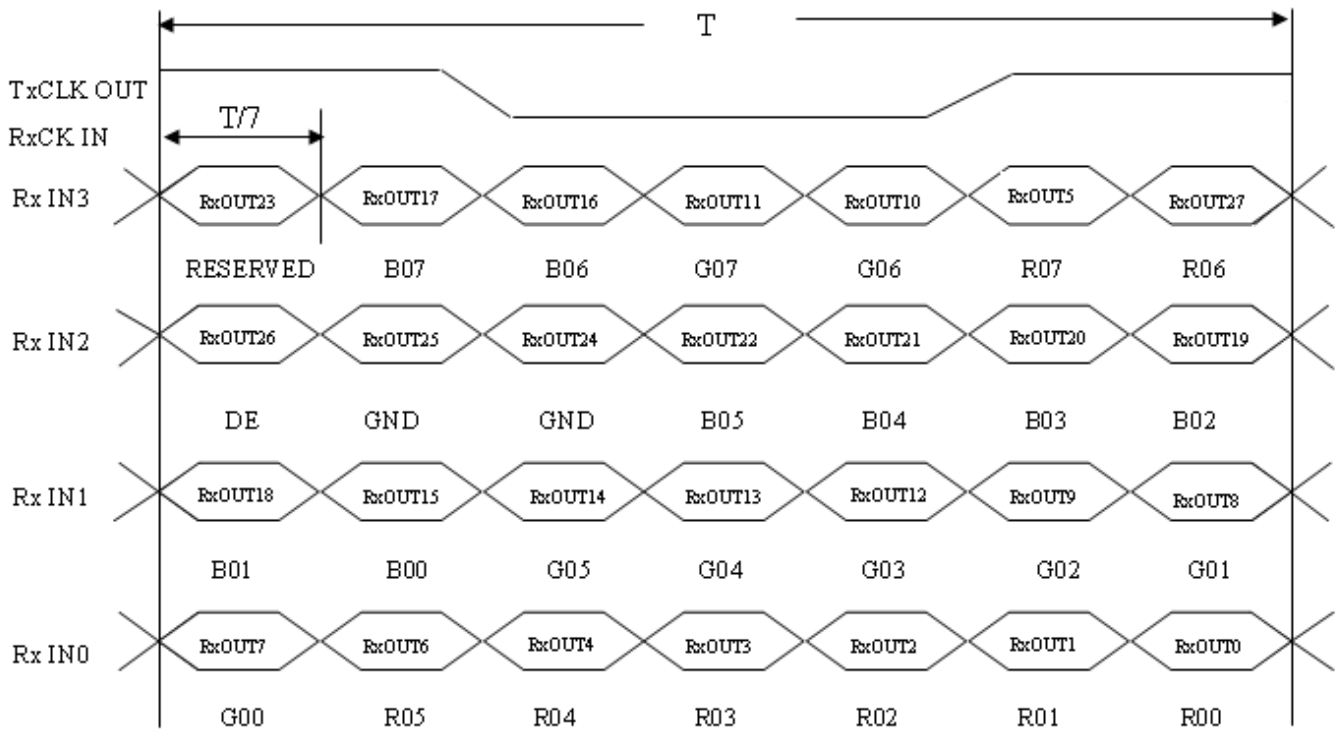 T
TxCLK OUT
T/7
RxCK IN
Rx IN3 RxOUT23 RxOUT17 RxOUT16 RxOUT11 RxOUT10 RxOUT5 RxOUT27
RESERVED B07 B06 G07 G06 R07 R06
Rx IN2 RxOUT26 RxOUT25 RxOUT24 RxOUT22 RxOUT21 RxOUT20 RxOUT19
DE GND GND B05 B04 B03 B02
Rx IN1 RxOUT18 RxOUT15 RxOUT14 RxOUT13 RxOUT12 RxOUT9 RxOUT8
B01 B00 G05 G04 G03 G02 G01
Rx IN0 RxOUT7 RxOUT6 RxOUT4 RxOUT3 RxOUT2 RxOUT1 RxOUT0
G00 R05 R04 R03 R02 R01 R00